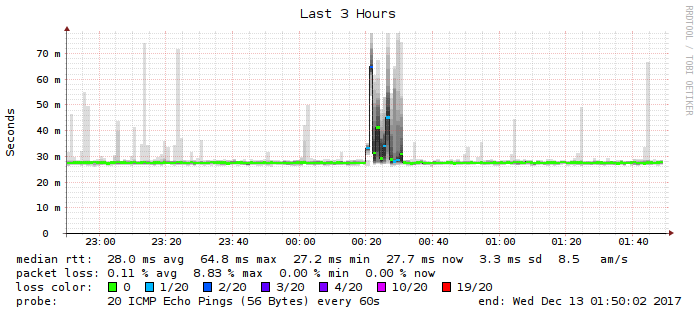 Last 3 Hours
RRDTOOL / TOBI OETIKER
Seconds
70 m
60 m
50 m
40 m
30 m
20 m
10 m
0
23:00 23:20 23:40 00:00 00:20 00:40 01:00 01:20 01:40
median rtt: 28.0 ms avg 64.8 ms max 27.2 ms min 27.7 ms now 3.3 ms sd 8.5 am/s
packet loss: 0.11 % avg 8.83 % max 0.00 % min 0.00 % now
loss color: 0 1/20 2/20 3/20 4/20 10/20 19/20
probe: 20 ICMP Echo Pings (56 Bytes) every 60s end: Wed Dec 13 01:50:02 2017